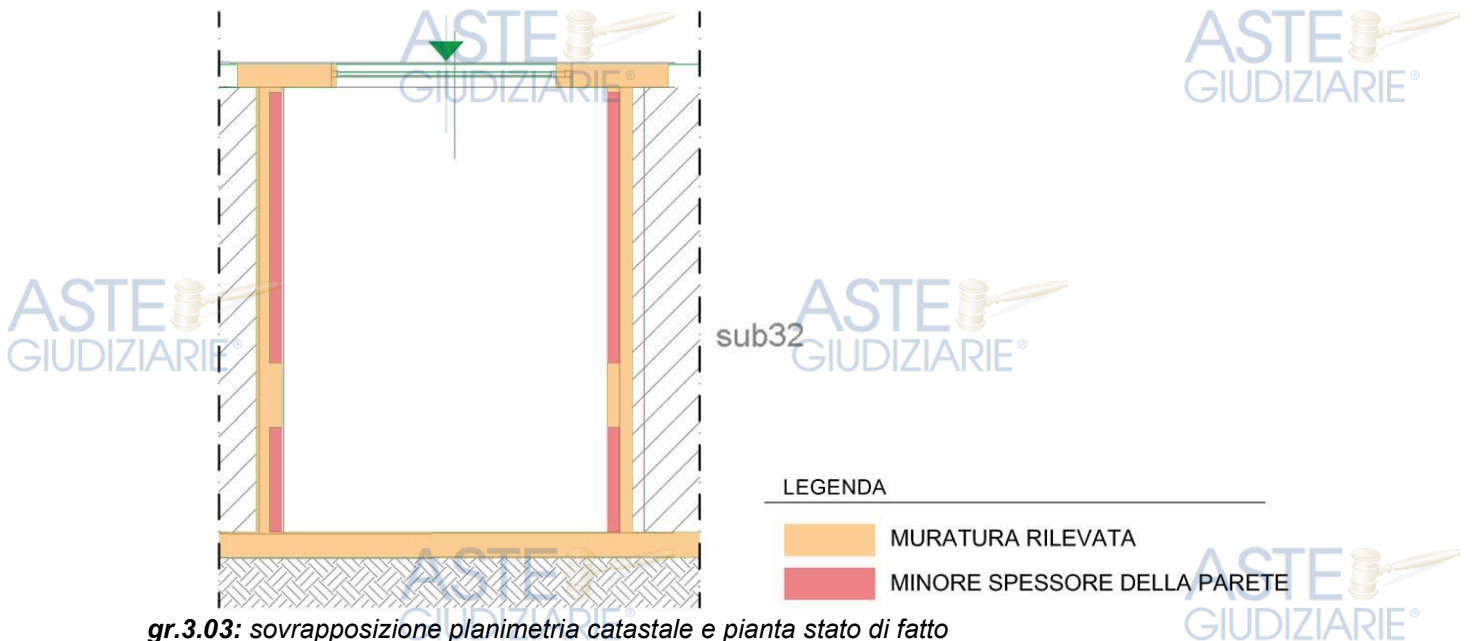 ASTE
GIUDIZIARIE®
ASTE
GIUDIZIARIE®
ASTE
GIUDIZIARIE®
sub32
ASTE
GIUDIZIARIE®
LEGENDA
MURATURA RILEVATA
MINORE SPESSORE DELLA PARETE
ASTE
GIUDIZIARIE®
ASTE
GIUDIZIARIE®
gr.3.03: sovrapposizione planimetria catastale e pianta stato di fatto